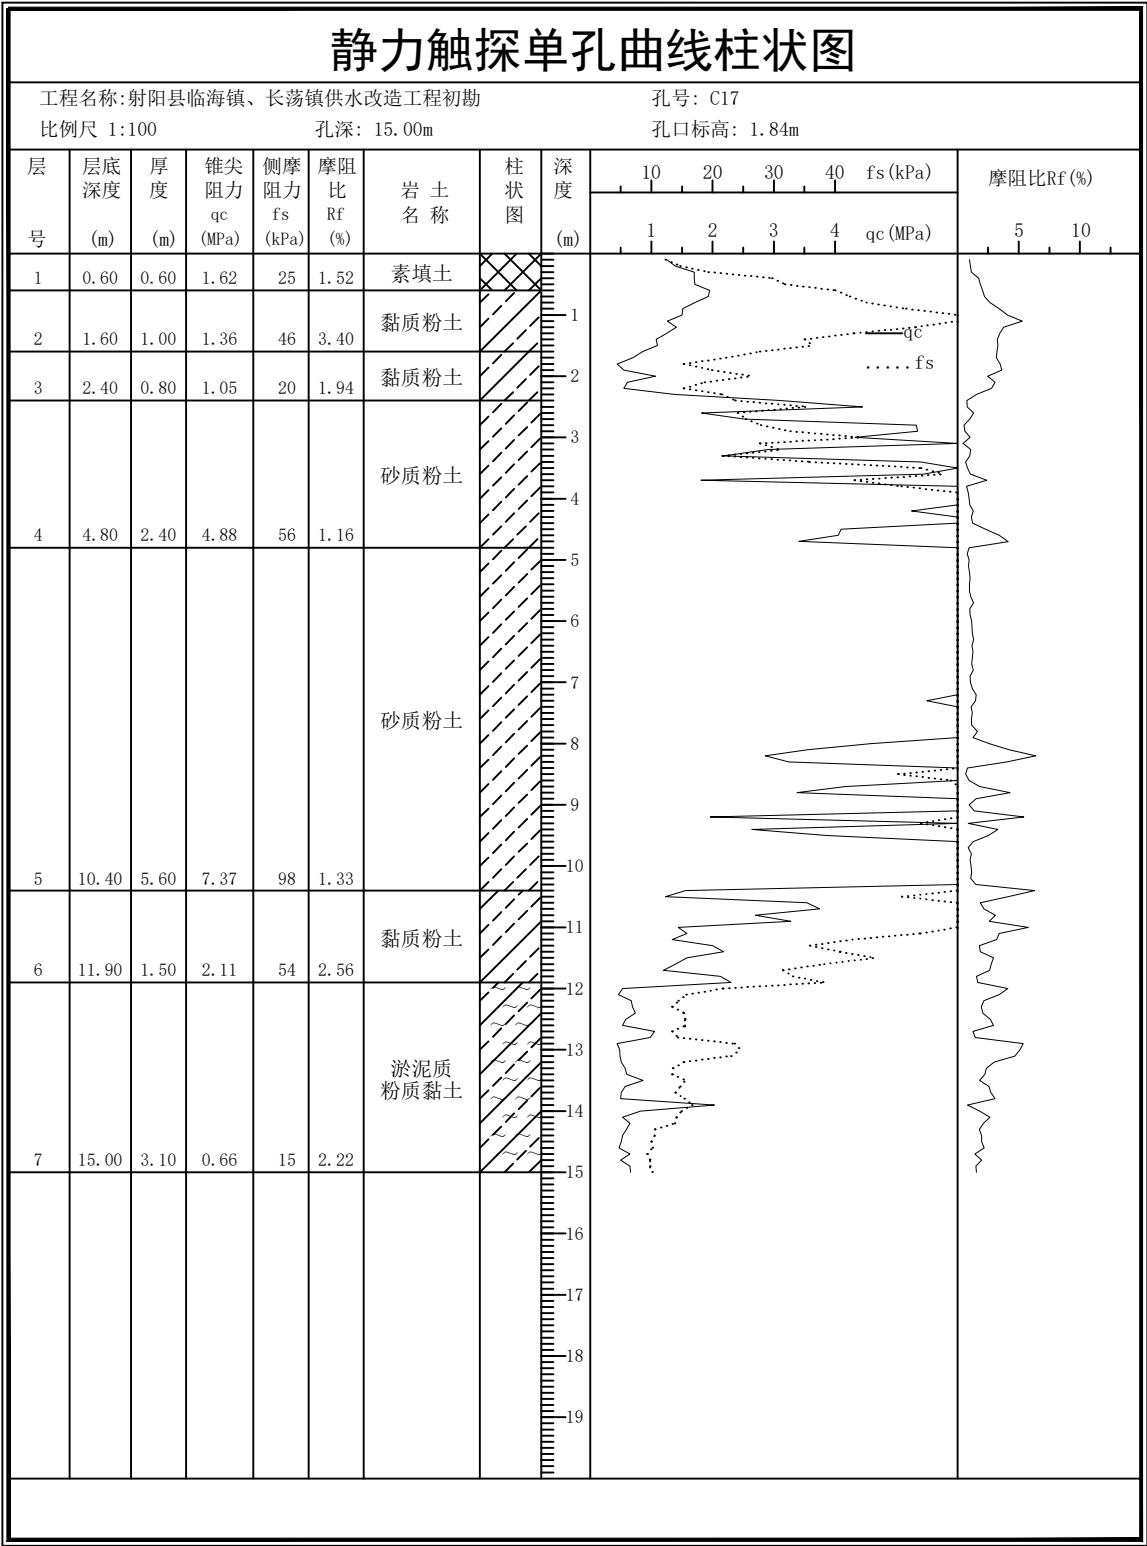 静力触探单孔曲线柱状图
工程名称:射阳县临海镇、长荡镇供水改造工程初勘 孔号: C17
比例尺 1:100 孔深: 15.00m 孔口标高: 1.84m
层号 层底深度(m) 厚度(m) 锥尖阻力qc(MPa) 侧摩阻力fs(kPa) 摩阻比Rf(%) 岩土名称 柱状图 深度(m)
10 20 30 40 fs(kPa) 摩阻比Rf(%)
1 2 3 4 qc(MPa) 5 10
1 0.60 0.60 1.62 25 1.52 素填土
2 1.60 1.00 1.36 46 3.40 黏质粉土
3 2.40 0.80 1.05 20 1.94 黏质粉土
4 4.80 2.40 4.88 56 1.16 砂质粉土
5 10.40 5.60 7.37 98 1.33 砂质粉土
6 11.90 1.50 2.11 54 2.56 黏质粉土
7 15.00 3.10 0.66 15 2.22 淤泥质粉质黏土
1
2
3
4
5
6
7
8
9
10
11
12
13
14
15
16
17
18
19
qc
fs